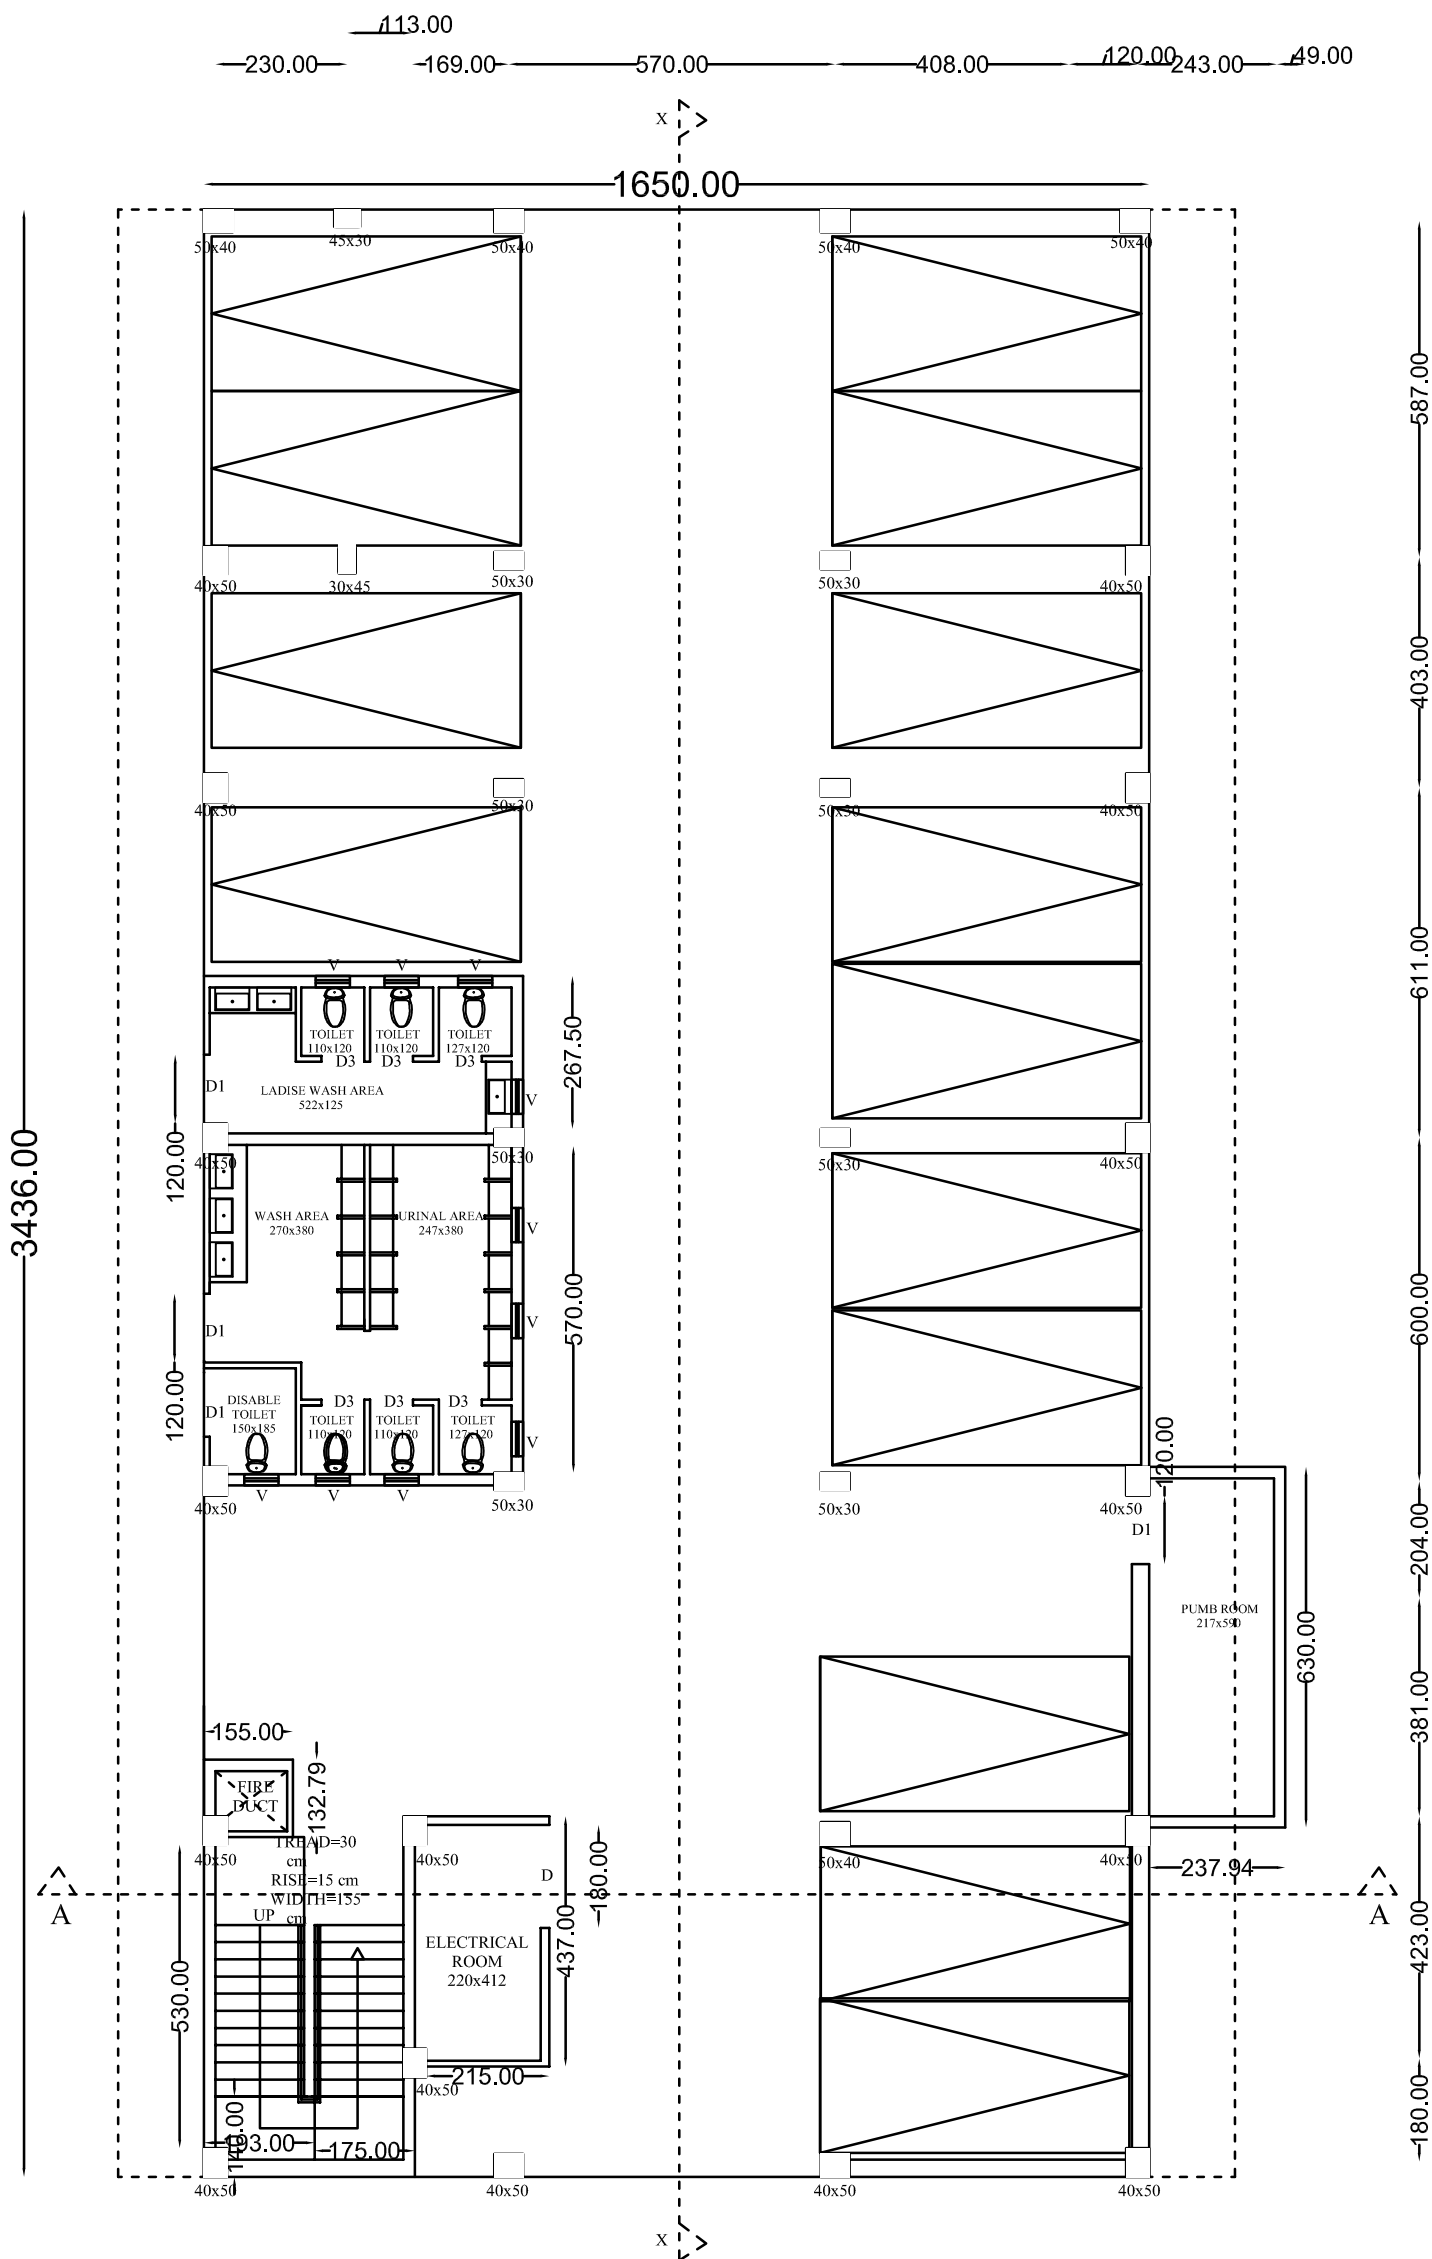 113.00
230.00
169.00
570.00
408.00
120.00
243.00
49.00
X
1650.00
50x40
45x30
50x40
50x40
50x40
587.00
40x50
30x45
50x30
50x30
40x50
403.00
40x50
50x30
50x30
40x50
611.00
V
V
V
TOILET
110x120
TOILET
110x120
TOILET
127x120
D3
D3
D3
267.50
D1
LADISE WASH AREA
522x125
V
120.00
3436.00
40x50
50x30
50x30
40x50
WASH AREA
270x380
URINAL AREA
247x380
V
570.00
600.00
D1
V
120.00
DISABLE
TOILET
150x185
D1
D3
D3
D3
TOILET
110x120
TOILET
110x120
TOILET
127x120
V
V
V
V
40x50
50x30
50x30
40x50
120.00
D1
204.00
PUMB ROOM
217x590
630.00
381.00
155.00
132.79
FIRE
DUCT
40x50
40x50
50x40
40x50
TREAD=30
cm
RISE=15 cm
WIDTH=155
cm
UP
D
180.00
437.00
237.94
A
A
423.00
530.00
ELECTRICAL
ROOM
220x412
215.00
40x50
140.00
193.00
175.00
180.00
40x50
40x50
40x50
40x50
X